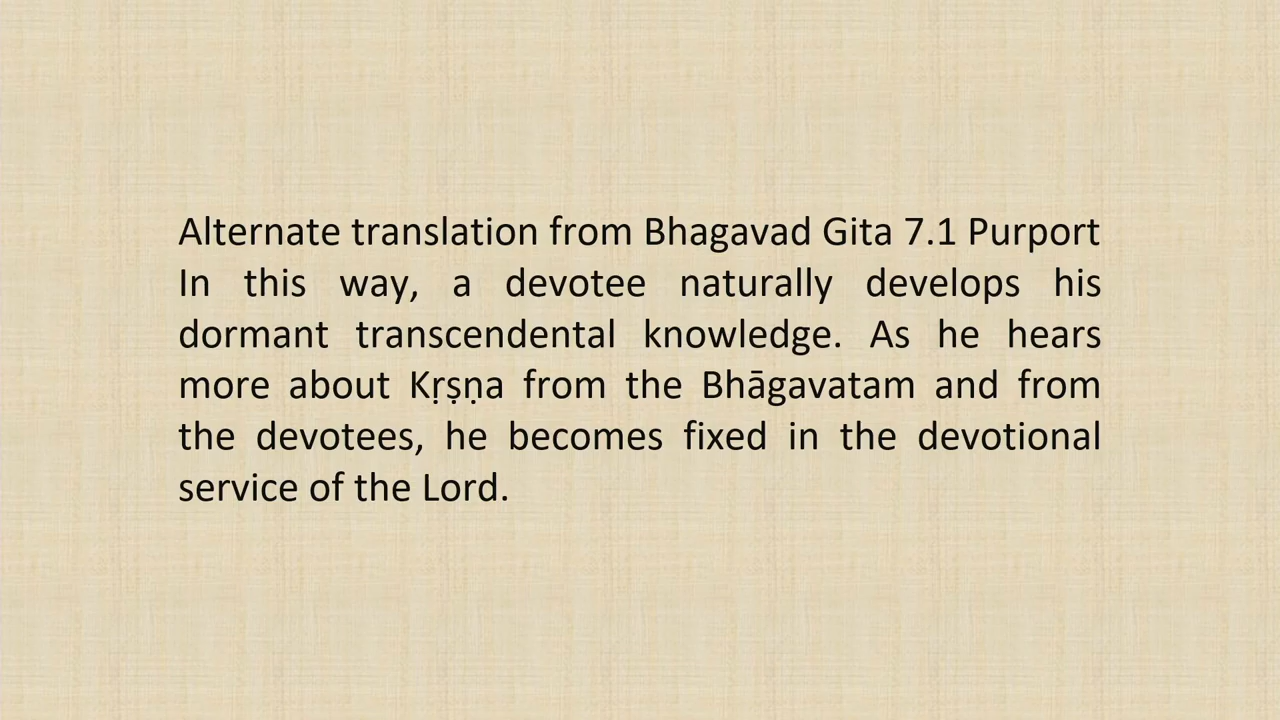 Alternate translation from Bhagavad Gita 7.1 Purport
In this way, a devotee naturally develops his
dormant transcendental knowledge. As he hears
more about Kṛṣṇa from the Bhāgavatam and from
the devotees, he becomes fixed in the devotional
service of the Lord.